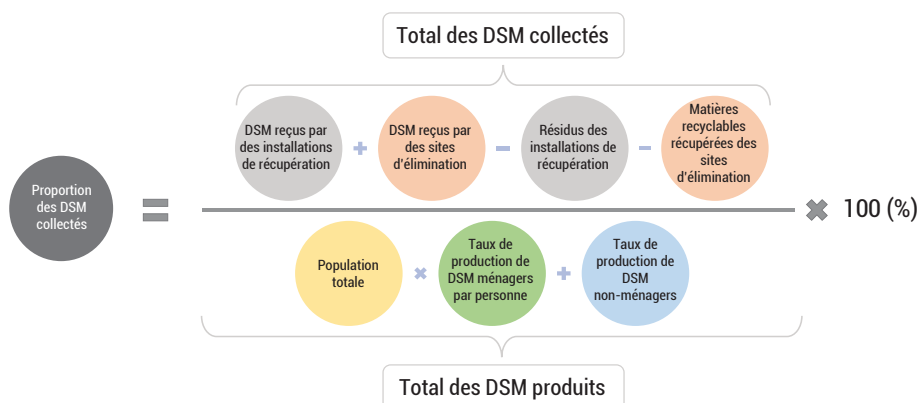 Total des DSM collectés
DSM reçus par
des installations
de récupération
+
DSM reçus par
des sites
d'élimination
–
Résidus des
installations de
récupération
–
Matières
recyclables
récupérées des
sites
d'élimination
Proportion
des DSM
collectés
=
× 100 (%)
Population
totale
×
Taux de
production de
DSM ménagers
par personne
+
Taux de
production de
DSM
non-ménagers
Total des DSM produits